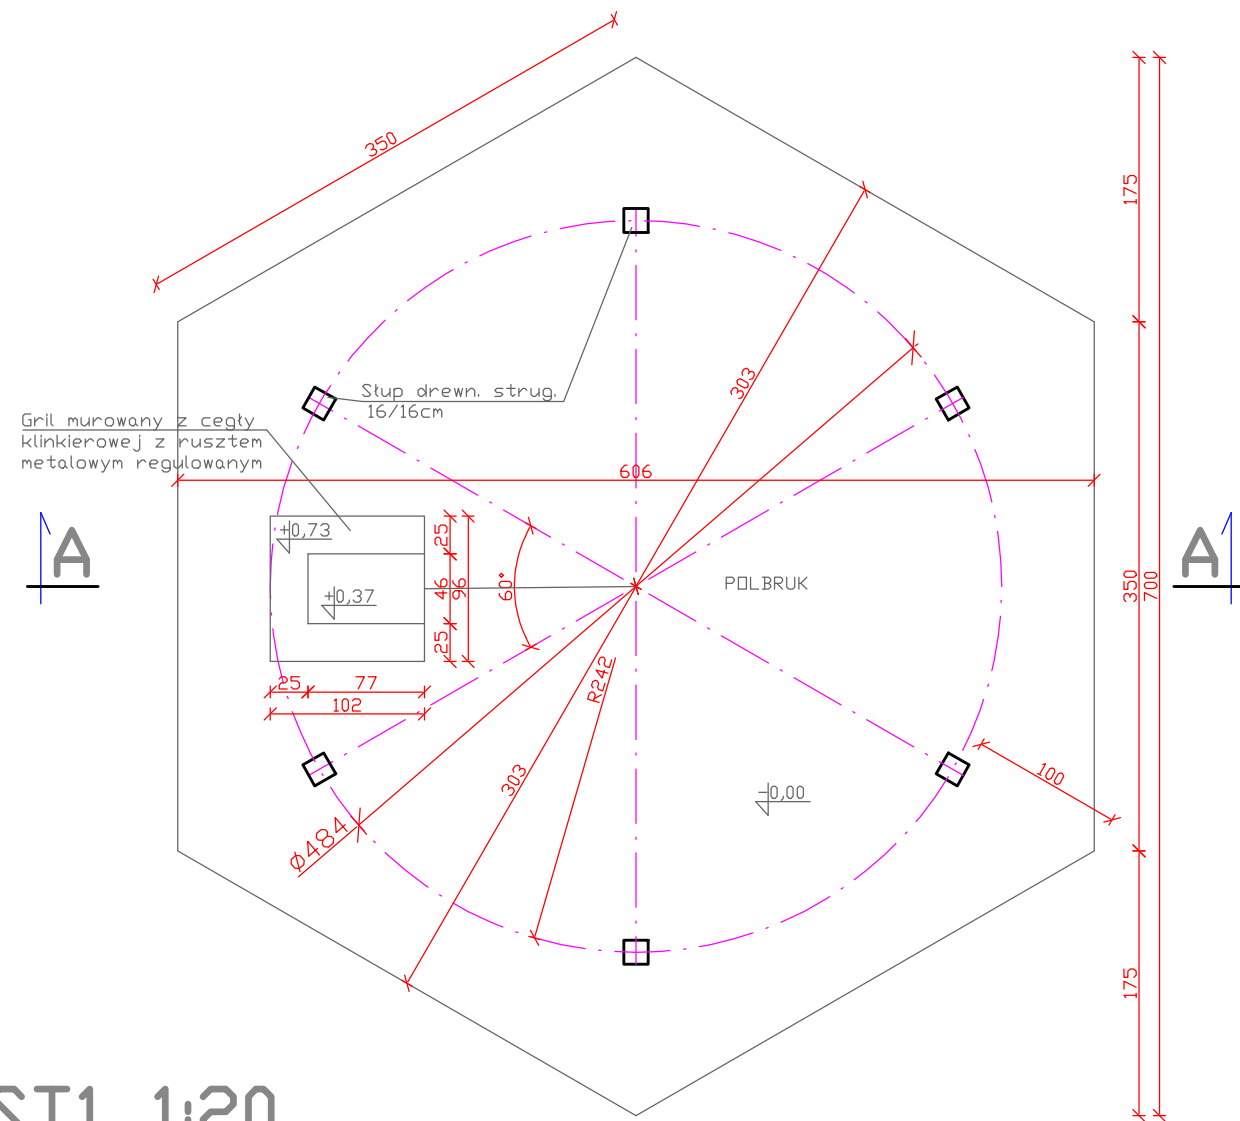 350
175
303
Słup drewn. strug.
16/16cm
Gril murowany z cegły
klinkierowej z rusztem
metalowym regulowanym
606
A
+0,73
25
+0,37
46
96
60°
POLBRUK
350
700
A
25
25
77
102
R242
303
100
-0,00
Ø484
175
ST1 1:20